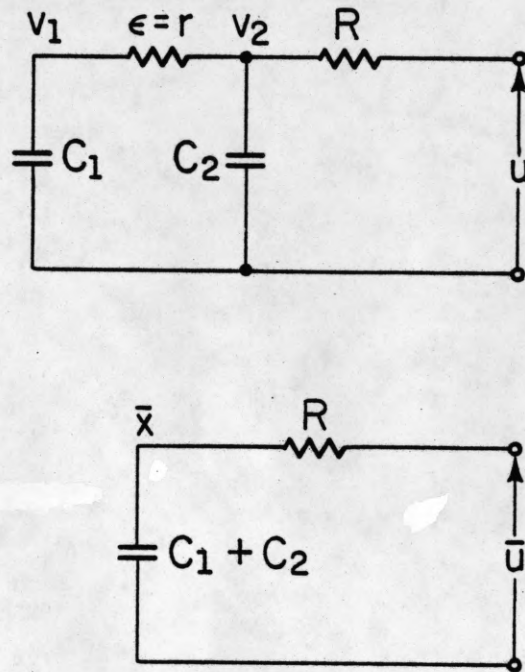 v₁ ϵ=r v₂ R
C₁ C₂ u
x̄ R
C₁ + C₂ ū